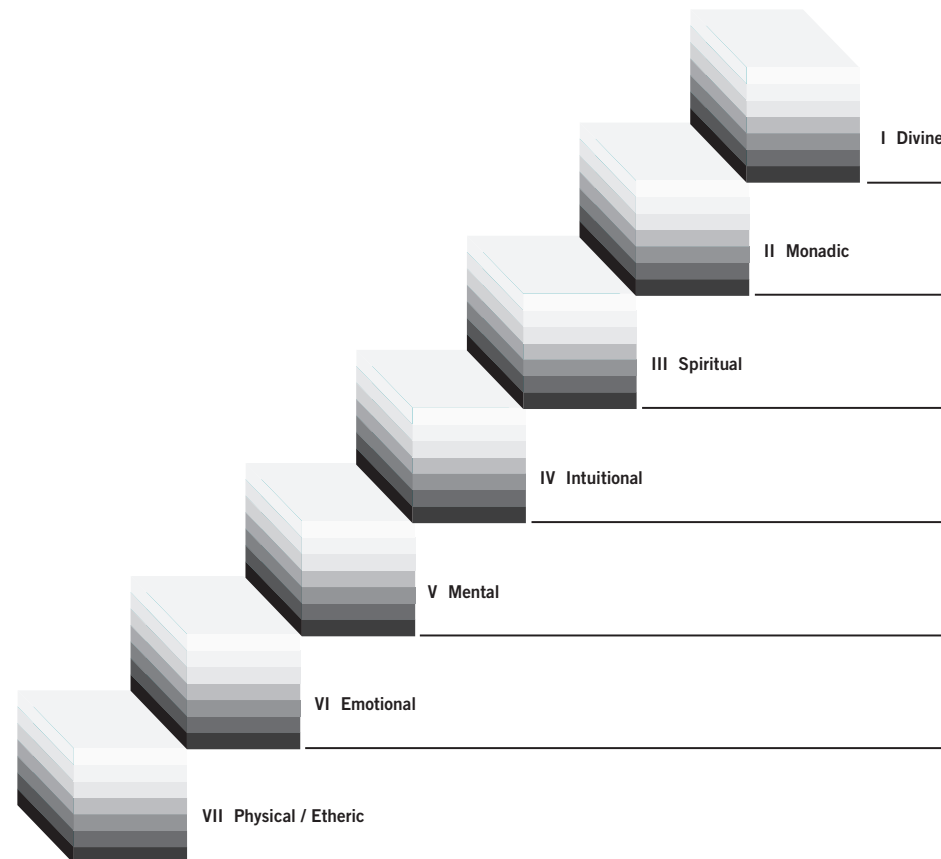 I Divine
II Monadic
III Spiritual
IV Intuitional
V Mental
VI Emotional
VII Physical / Etheric